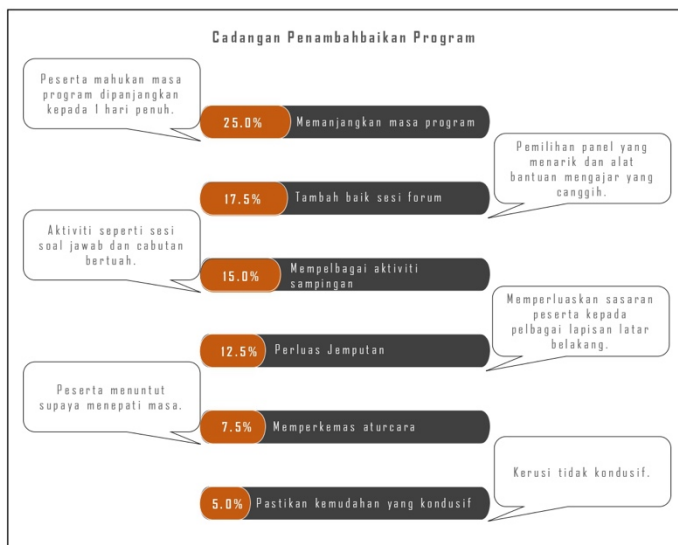 Cadangan Penambahbaikan Program
Peserta mahukan masa
program dipanjangkan
kepada 1 hari penuh.
25.0%
Memanjangkan masa program
Pemilihan panel yang
menarik dan alat
bantuan mengajar yang
canggih.
17.5%
Tambah baik sesi forum
Aktiviti seperti sesi
soal jawab dan cabutan
bertuah.
15.0%
Mempelbagai aktiviti
sampingan
Memperluaskan sasaran
peserta kepada
pelbagai lapisan latar
belakang.
12.5%
Perluas Jemputan
Peserta menuntut
supaya menepati masa.
7.5%
Memperkemas aturcara
Kerusi tidak kondusif.
5.0%
Pastikan kemudahan yang kondusif